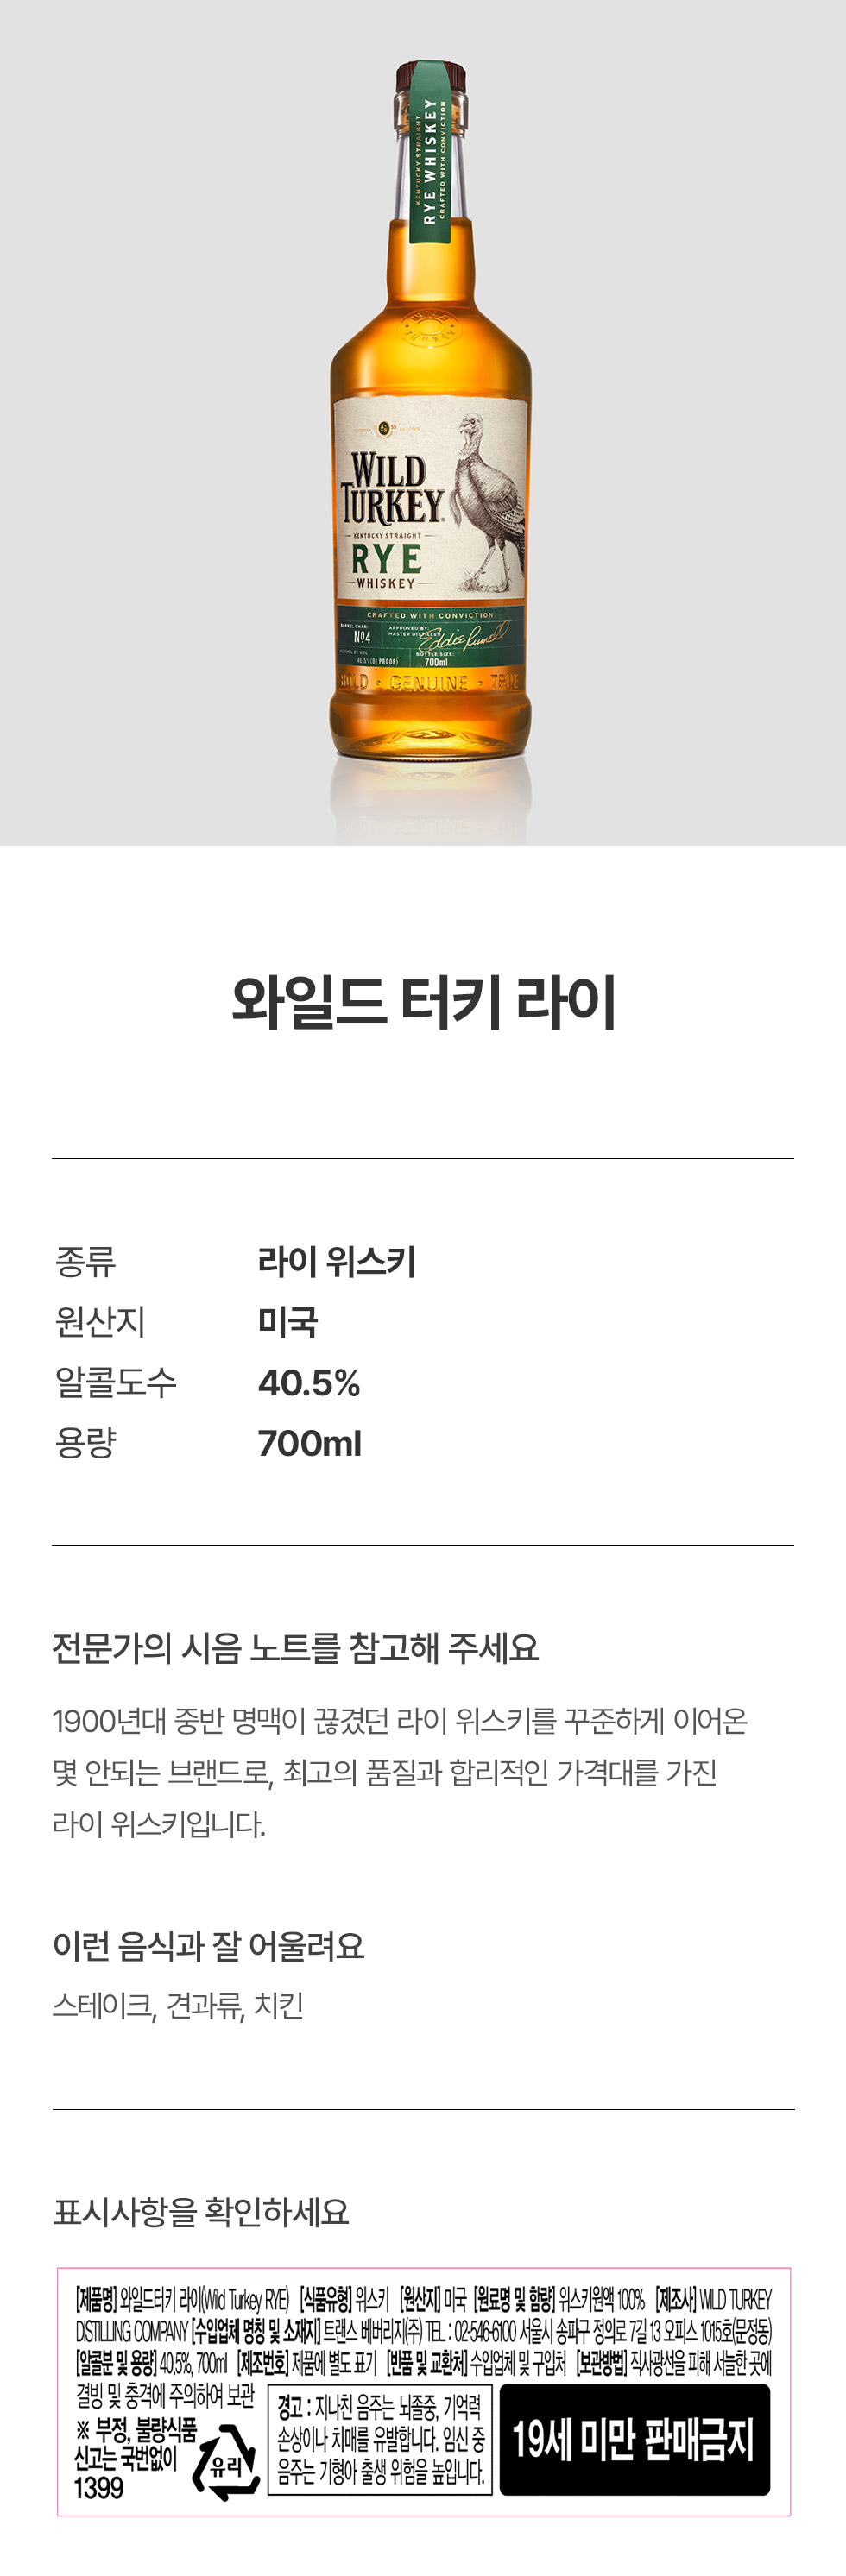 KENTUCKY STRAIGHT
RYE WHISKEY
CRAFTED WITH CONVICTION
WILD
TURKEY
WILD
TURKEY
KENTUCKY STRAIGHT
RYE
WHISKEY
CRAFTED WITH CONVICTION
BARREL CHAR:
Nº4
APPROVED BY:
MASTER DISTILLER
Eddie Russell
ALCOHOL BY VOL
40.5%(81 PROOF)
BOTTLE SIZE:
700ml
BOLD • GENUINE • TRUE
와일드 터키 라이
종류 라이 위스키
원산지 미국
알콜도수 40.5%
용량 700ml
전문가의 시음 노트를 참고해 주세요
1900년대 중반 명맥이 끊겼던 라이 위스키를 꾸준하게 이어온
몇 안되는 브랜드로, 최고의 품질과 합리적인 가격대를 가진
라이 위스키입니다.
이런 음식과 잘 어울려요
스테이크, 견과류, 치킨
표시사항을 확인하세요
[제품명] 와일드터키 라이(Wild Turkey RYE) [식품유형] 위스키 [원산지] 미국 [원료명 및 함량] 위스키원액 100% [제조사] WILD TURKEY
DISTILLING COMPANY [수입업체 명칭 및 소재지] 트랜스 베버리지(주) TEL : 02-546-6100 서울시 송파구 정의로 7길 13 오피스 1015호(문정동)
[알콜분 및 용량] 40.5%, 700ml [제조번호] 제품에 별도 표기 [반품 및 교환처] 수입업체 및 구입처 [보관방법] 직사광선을 피해 서늘한 곳에
결빙 및 충격에 주의하여 보관
※ 부정, 불량식품
신고는 국번없이
1399
유리
경고 : 지나친 음주는 뇌졸중, 기억력
손상이나 치매를 유발합니다. 임신 중
음주는 기형아 출생 위험을 높입니다.
19세 미만 판매금지